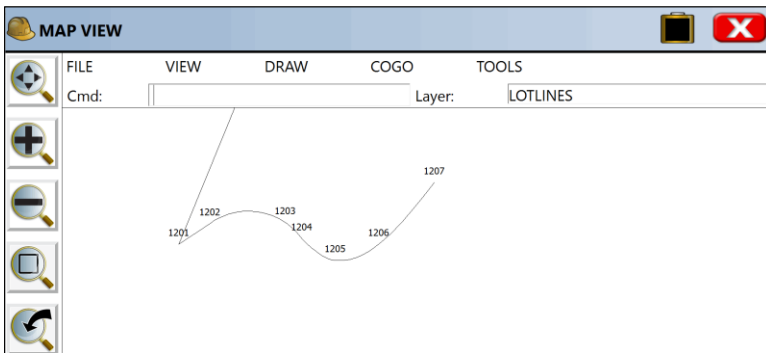 MAP VIEW
FILE VIEW DRAW COGO TOOLS
Cmd: Layer: LOTLINES
1207
1202 1203
1201 1204 1206
1205